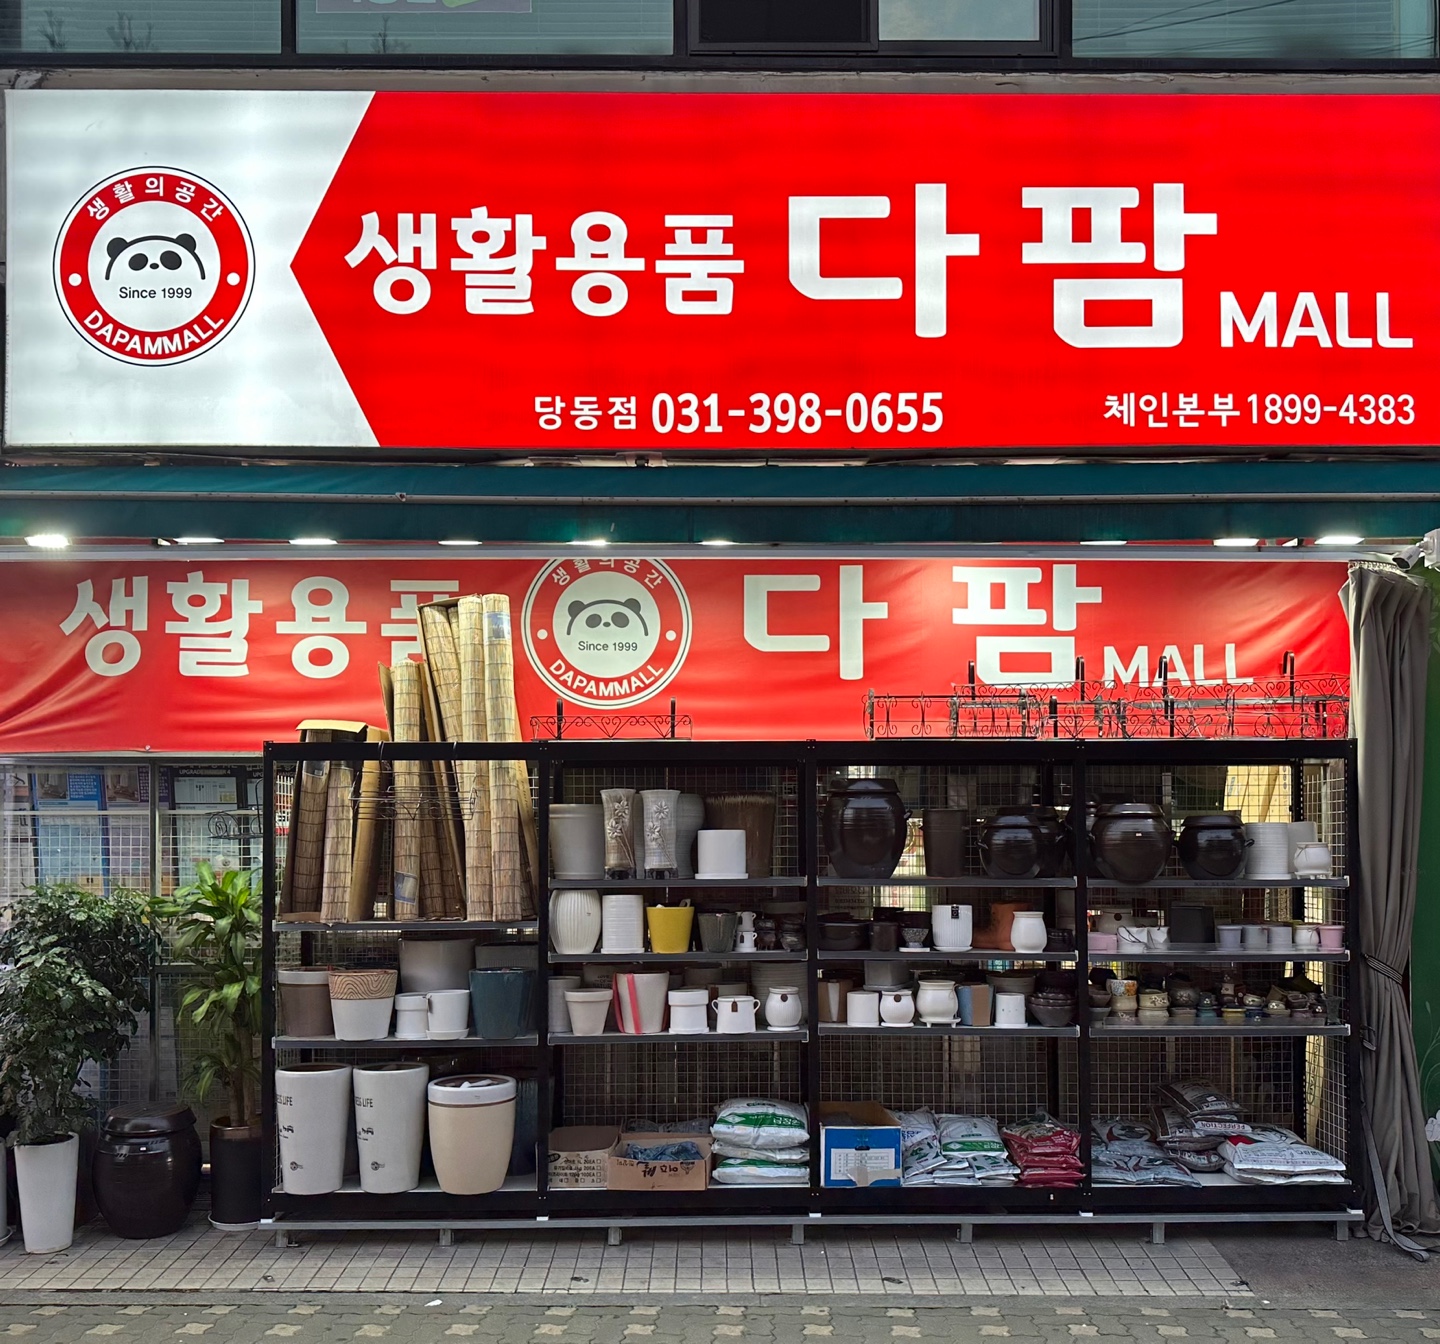 생활의공간
Since 1999
DAPAMMALL
생활용품 다팜 MALL
당동점 031-398-0655
체인본부 1899-4383
생활용품
생활의공간
Since 1999
DAPAMMALL
다팜 MALL
PERFECTION